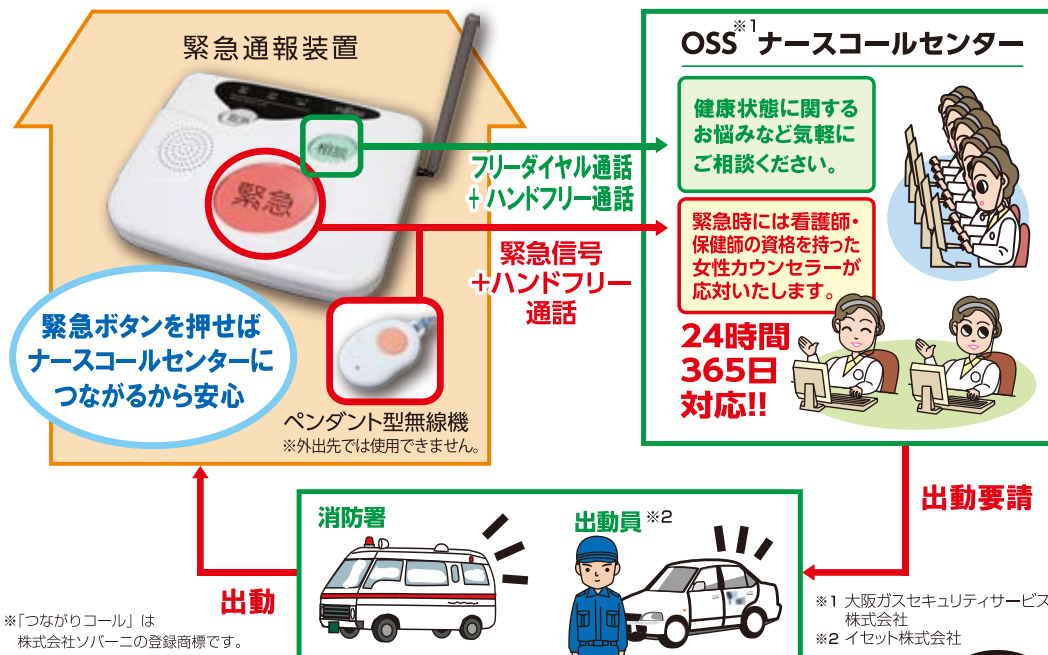 緊急通報装置
相談
緊急
フリーダイヤル通話
+ ハンドフリー通話
緊急信号
+ハンドフリー
通話
緊急ボタンを押せば
ナースコールセンターに
つながるから安心
ペンダント型無線機
※外出先では使用できません。
OSS※1ナースコールセンター
健康状態に関する
お悩みなど気軽に
ご相談ください。
緊急時には看護師・
保健師の資格を持った
女性カウンセラーが
応対いたします。
24時間
365日
対応!!
出動要請
消防署
出動員※2
出動
※「つながりコール」は
株式会社ソバーニの登録商標です。
※1 大阪ガスセキュリティサービス
株式会社
※2 イセット株式会社